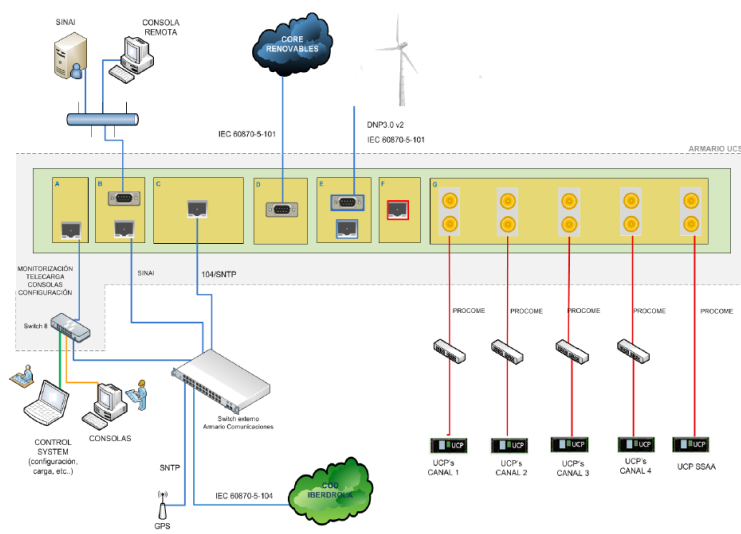 SINAI
CONSOLA
REMOTA
CORE
RENOVABLES
IEC 60870-5-101
DNP3.0 v2
IEC 60870-5-101
ARMARIO UCS
A
B
C
D
E
F
G
MONITORIZACIÓN
TELECARGA
CONSOLAS
CONFIGURACIÓN
SINAI
104/SNTP
Switch 8
PROCOME
PROCOME
PROCOME
PROCOME
PROCOME
Switch externo
Armario Comunicaciones
CONTROL
SYSTEM
(configuración,
carga, etc..)
CONSOLAS
SNTP
GPS
IEC 60870-5-104
COD
IBERDROLA
UCP
UCP
UCP
UCP
UCP
UCP's
CANAL 1
UCP's
CANAL 2
UCP's
CANAL 3
UCP's
CANAL 4
UCP SSAA